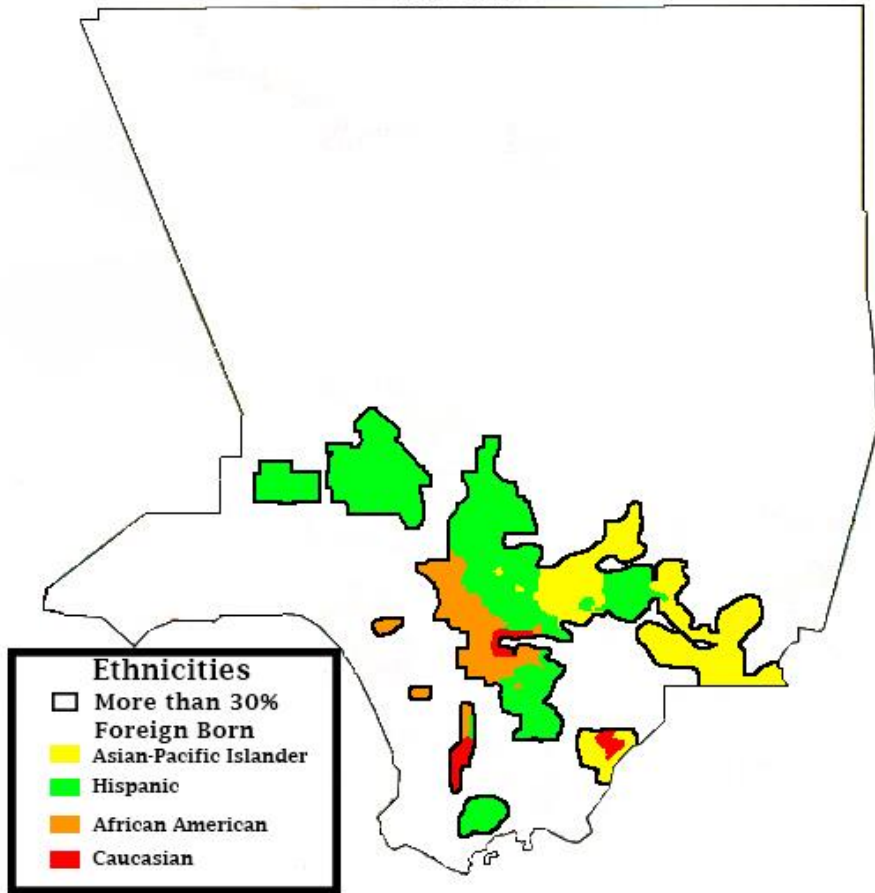 Ethnicities
More than 30%
Foreign Born
Asian-Pacific Islander
Hispanic
African American
Caucasian